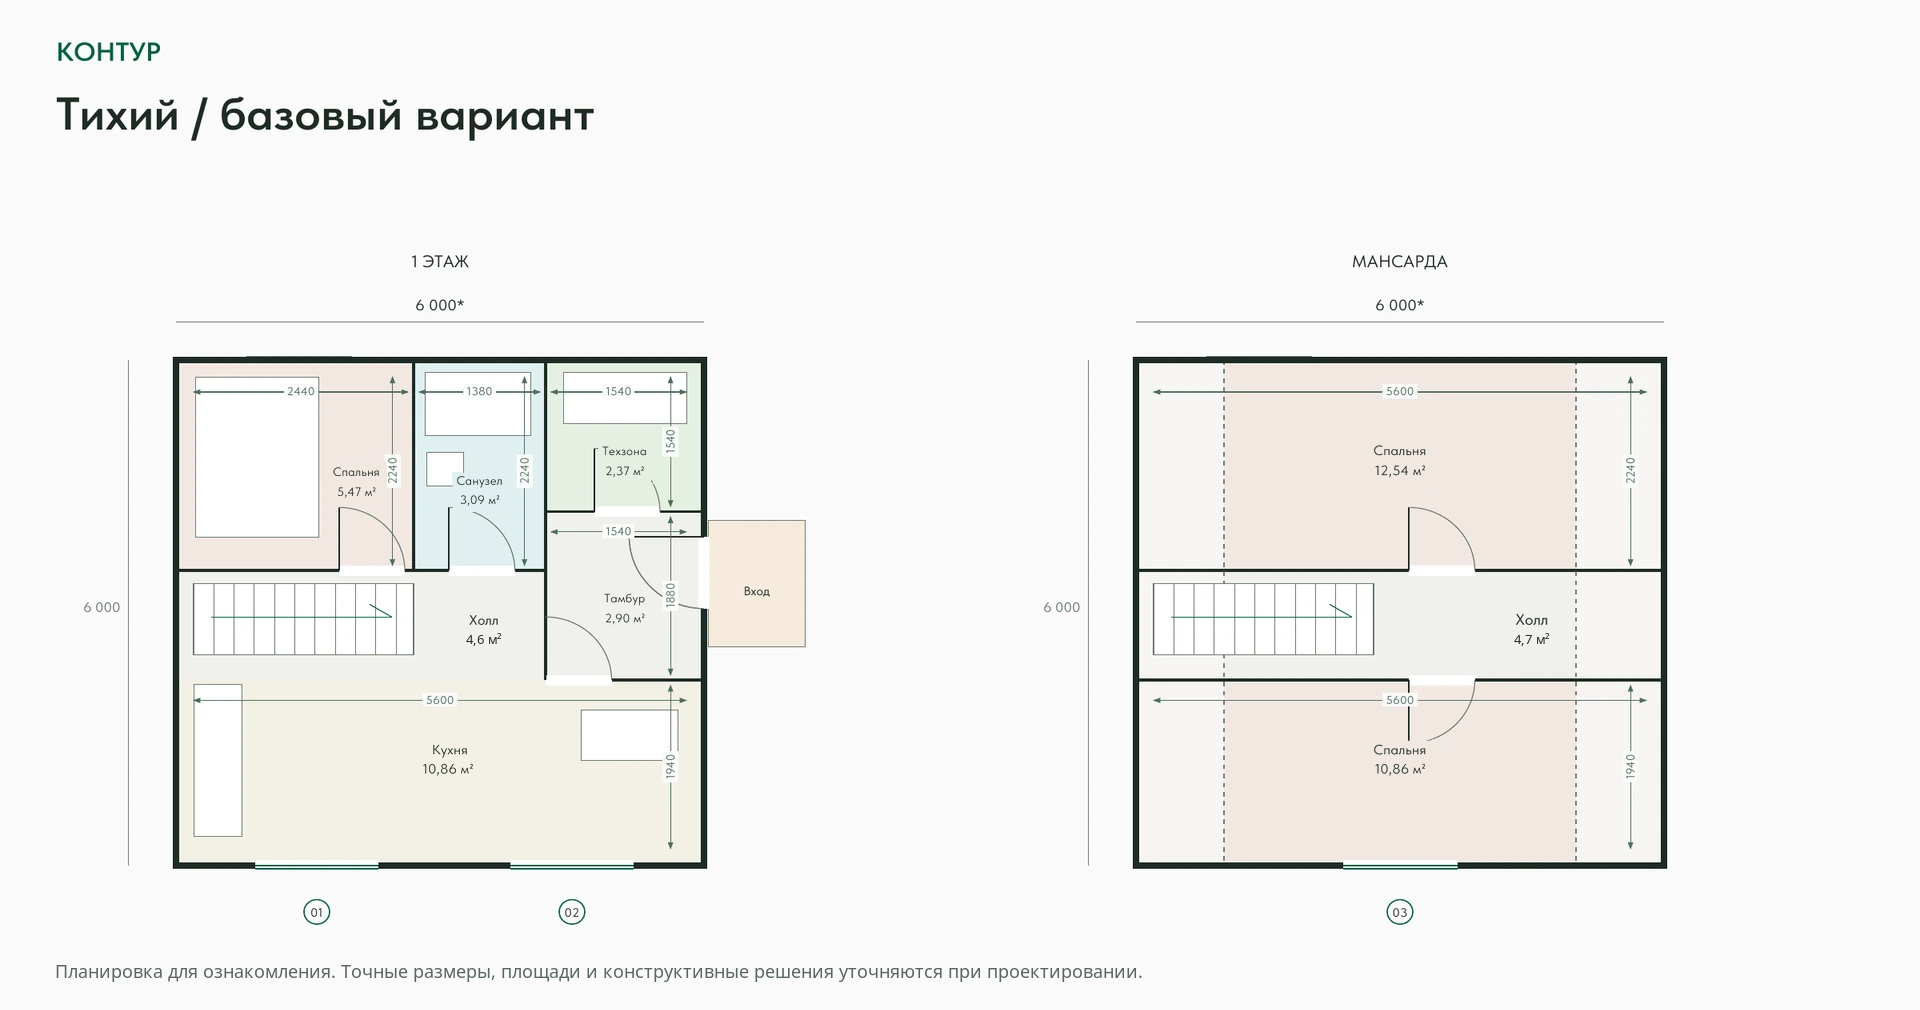 КОНТУР
Тихий / базовый вариант
1 ЭТАЖ
6 000*
6 000
2440
1380
1540
2240
2240
1540
Спальня
5,47 м²
Санузел
3,09 м²
Техзона
2,37 м²
1540
1880
Тамбур
2,90 м²
Вход
Холл
4,6 м²
5600
1940
Кухня
10,86 м²
01
02
МАНСАРДА
6 000*
6 000
5600
2240
Спальня
12,54 м²
Холл
4,7 м²
5600
1940
Спальня
10,86 м²
03
Планировка для ознакомления. Точные размеры, площади и конструктивные решения уточняются при проектировании.